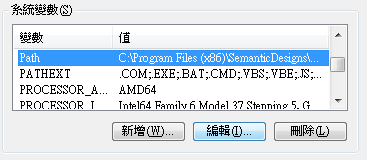 系統變數(S)
變數 值
Path C:\Program Files (x86)\SemanticDesigns\...
PATHEXT .COM;.EXE;.BAT;.CMD;.VBS;.VBE;.JS;...
PROCESSOR_A... AMD64
PROCESSOR_I... Intel64 Family 6 Model 37 Stepping 5, G...
新增(W)... 編輯(I)... 刪除(L)